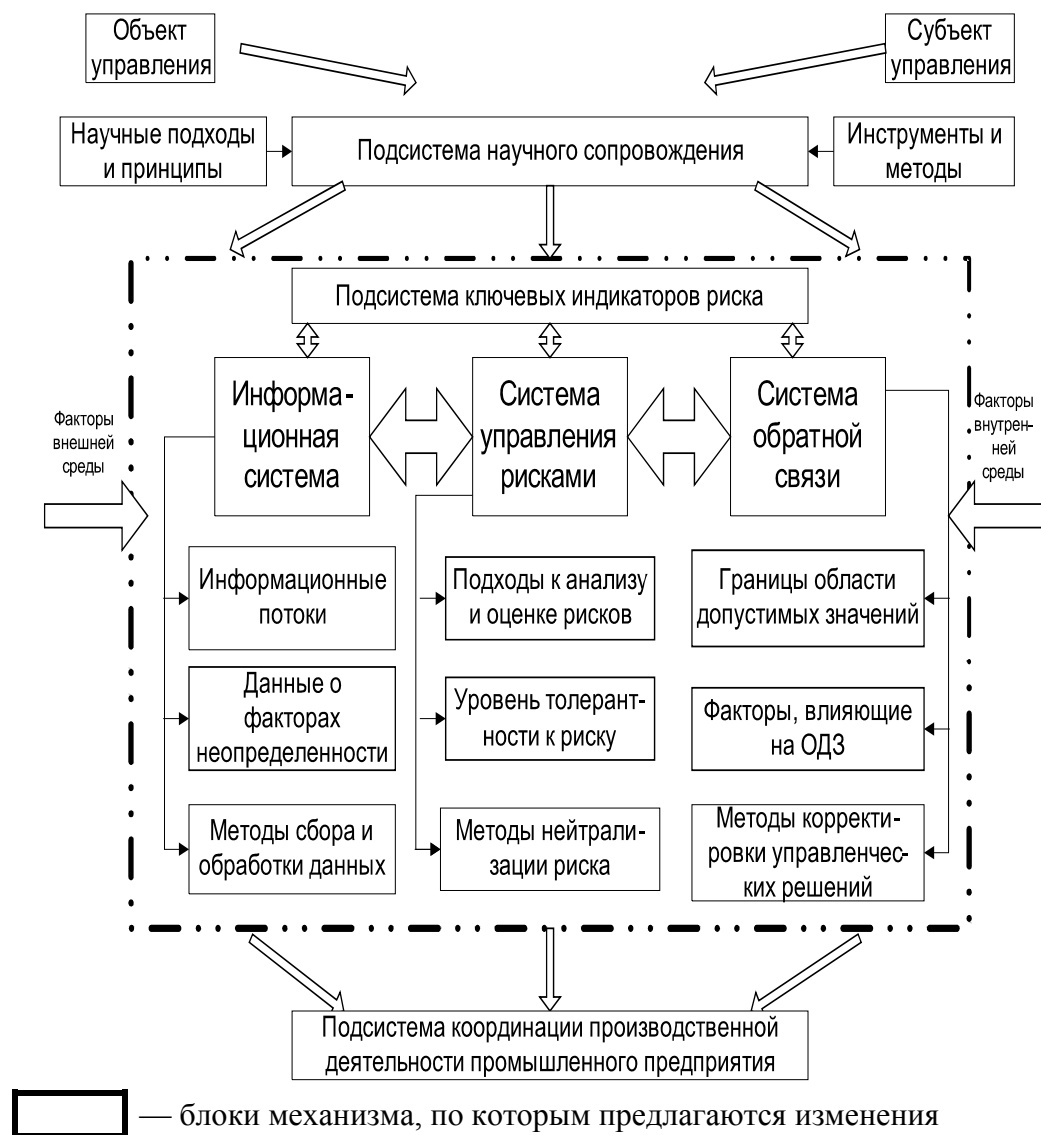 Объект
управления
Субъект
управления
Научные подходы
и принципы
Подсистема научного сопровождения
Инструменты и
методы
Подсистема ключевых индикаторов риска
Информа-
ционная
система
Система
управления
рисками
Система
обратной
связи
Факторы
внешней
среды
Факторы
внутрен-
ней
среды
Информационные
потоки
Подходы к анализу
и оценке рисков
Границы области
допустимых значений
Данные о
факторах
неопределенности
Уровень толерант-
ности к риску
Факторы, влияющие
на ОДЗ
Методы сбора и
обработки данных
Методы нейтрали-
зации риска
Методы корректи-
ровки управленчес-
ких решений
Подсистема координации производственной
деятельности промышленного предприятия
— блоки механизма, по которым предлагаются изменения